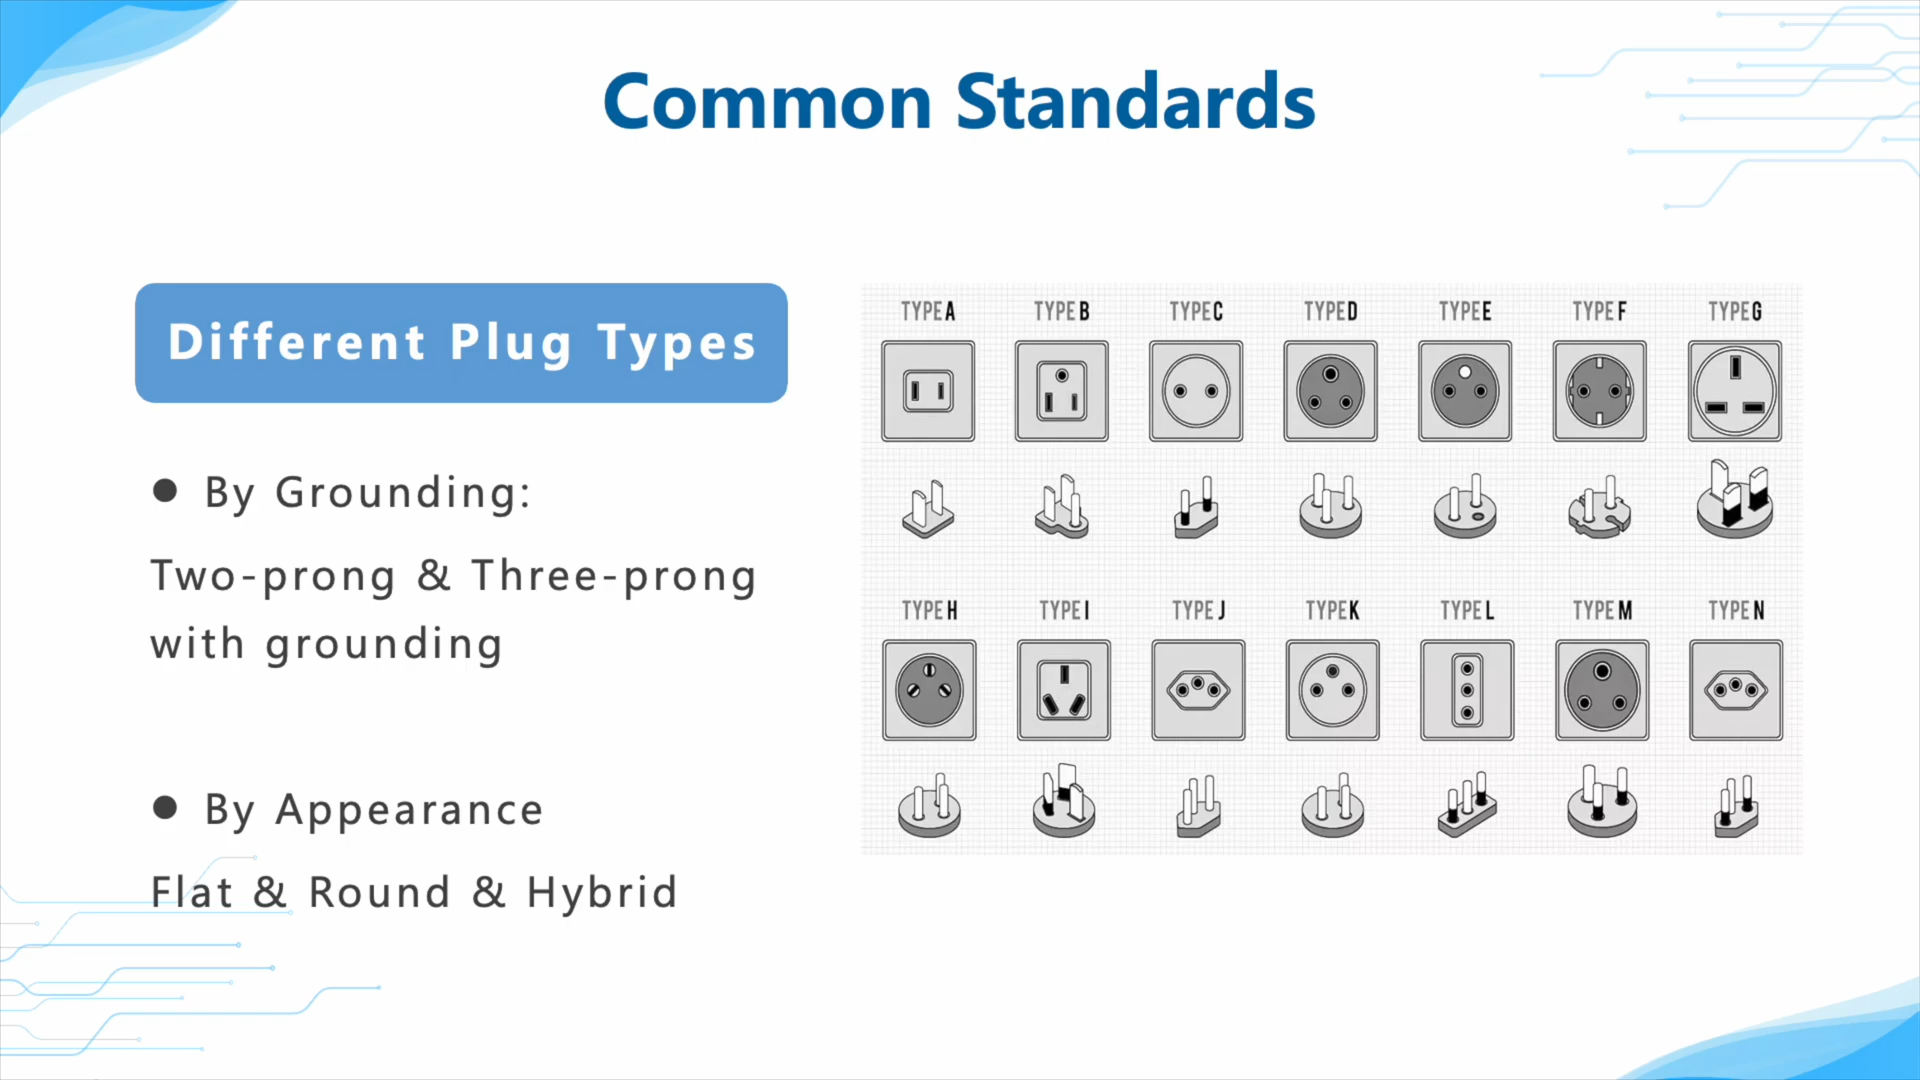 Common Standards
Different Plug Types
● By Grounding:
Two-prong & Three-prong
with grounding
● By Appearance
Flat & Round & Hybrid
TYPE A TYPE B TYPE C TYPE D TYPE E TYPE F TYPE G
TYPE H TYPE I TYPE J TYPE K TYPE L TYPE M TYPE N